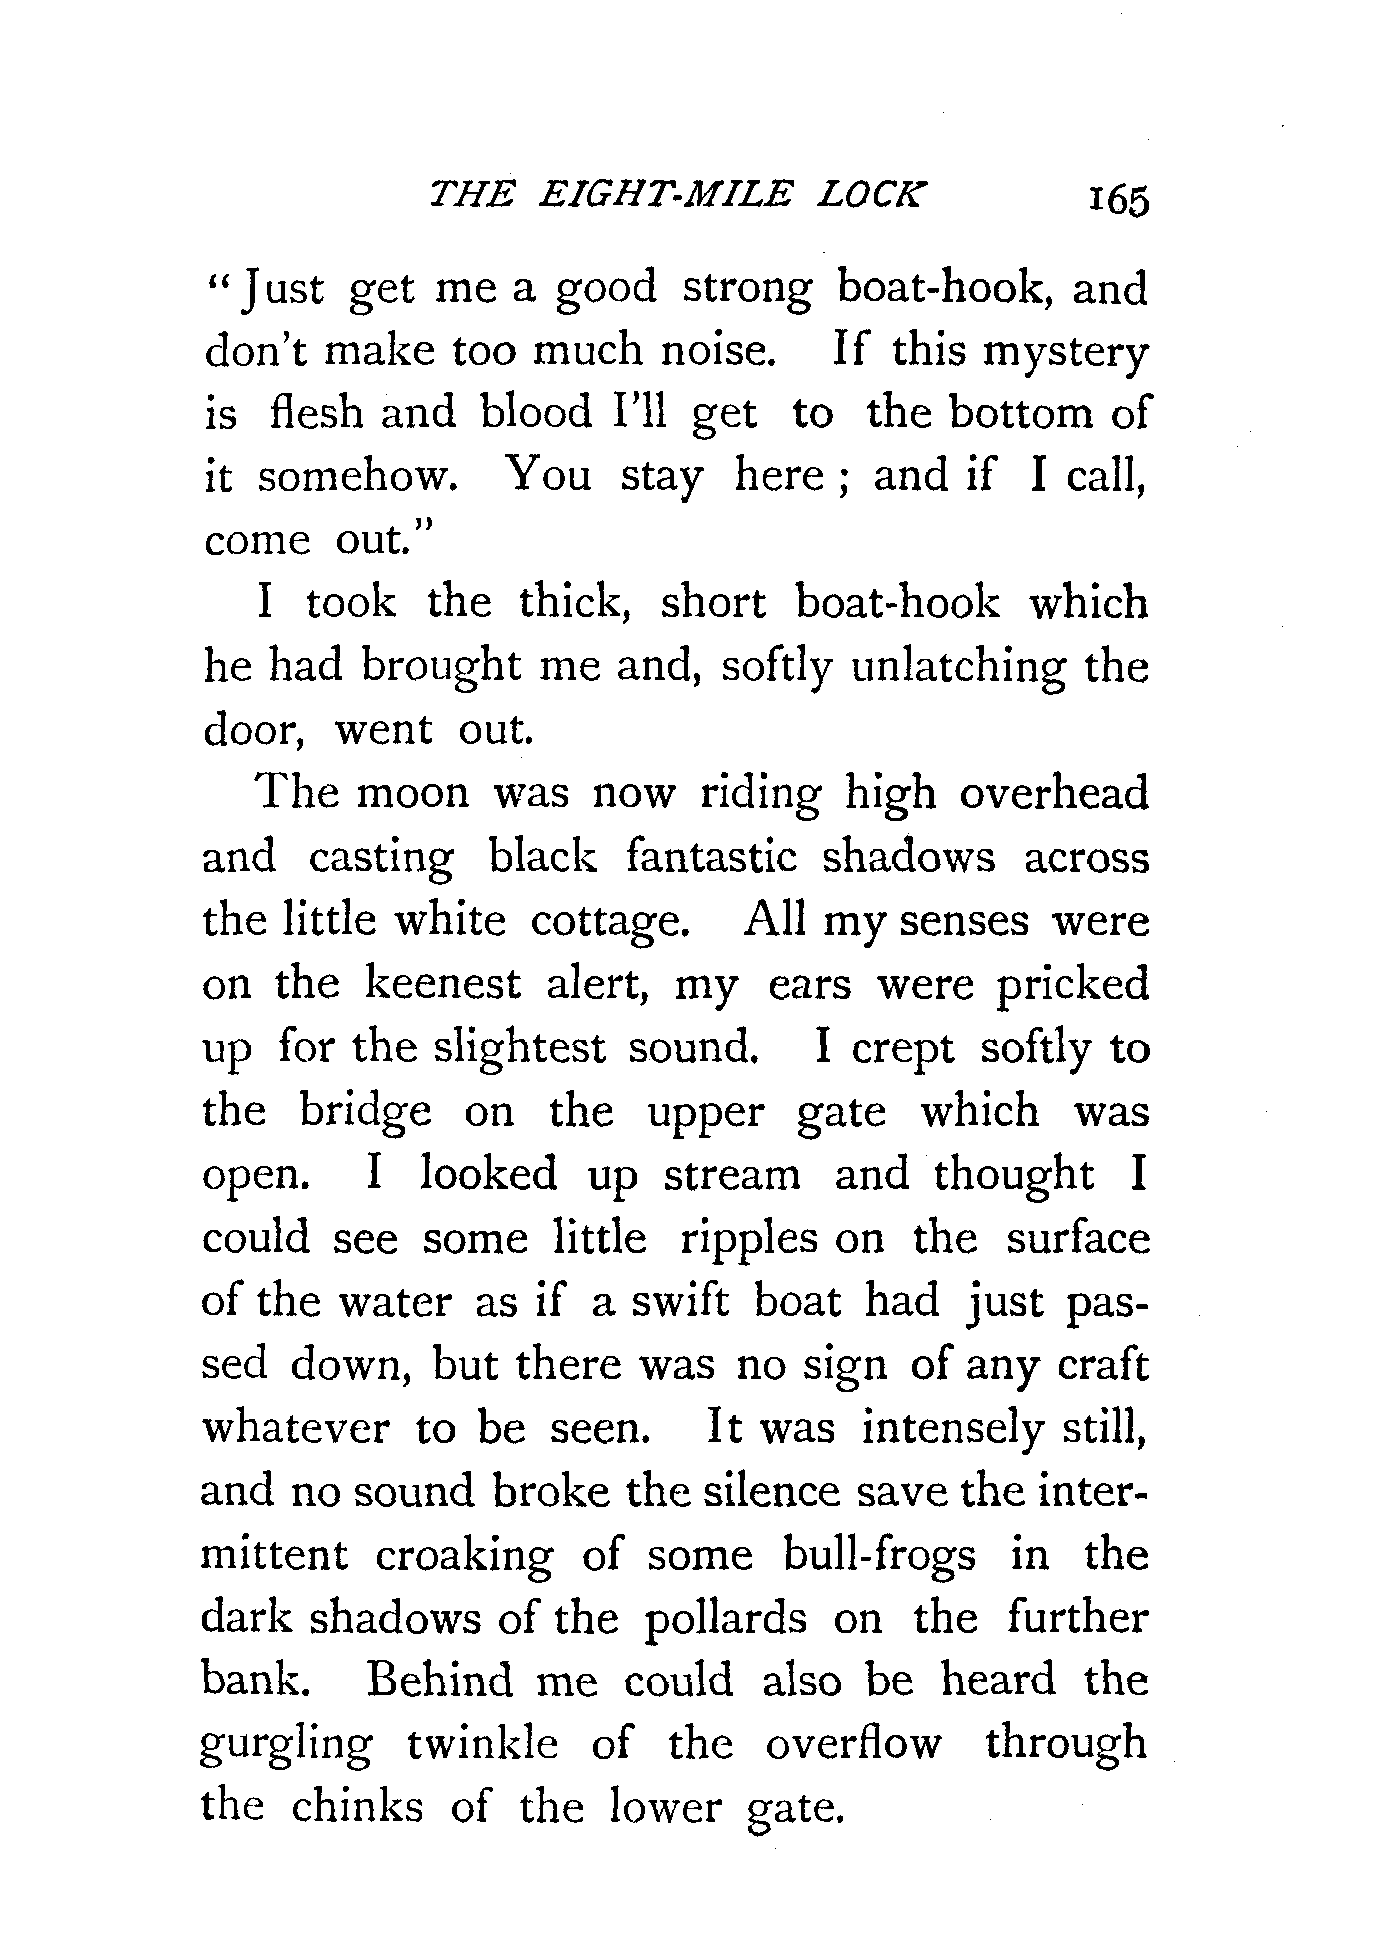 THE EIGHT-MILE LOCK 165
“Just get me a good strong boat-hook, and
don't make too much noise. If this mystery
is flesh and blood I'll get to the bottom of
it somehow. You stay here ; and if I call,
come out.”
I took the thick, short boat-hook which
he had brought me and, softly unlatching the
door, went out.
The moon was now riding high overhead
and casting black fantastic shadows across
the little white cottage. All my senses were
on the keenest alert, my ears were pricked
up for the slightest sound. I crept softly to
the bridge on the upper gate which was
open. I looked up stream and thought I
could see some little ripples on the surface
of the water as if a swift boat had just pas-
sed down, but there was no sign of any craft
whatever to be seen. It was intensely still,
and no sound broke the silence save the inter-
mittent croaking of some bull-frogs in the
dark shadows of the pollards on the further
bank. Behind me could also be heard the
gurgling twinkle of the overflow through
the chinks of the lower gate.